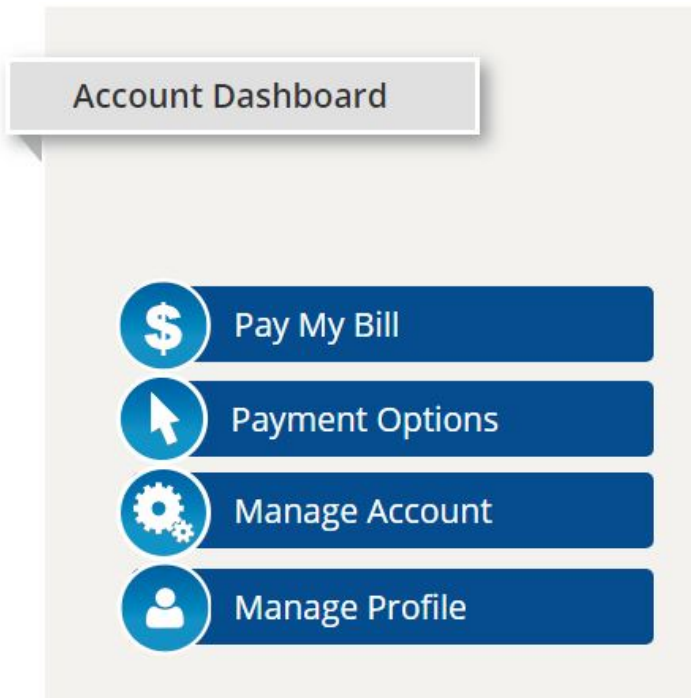 Account Dashboard
$
Pay My Bill
Payment Options
Manage Account
Manage Profile